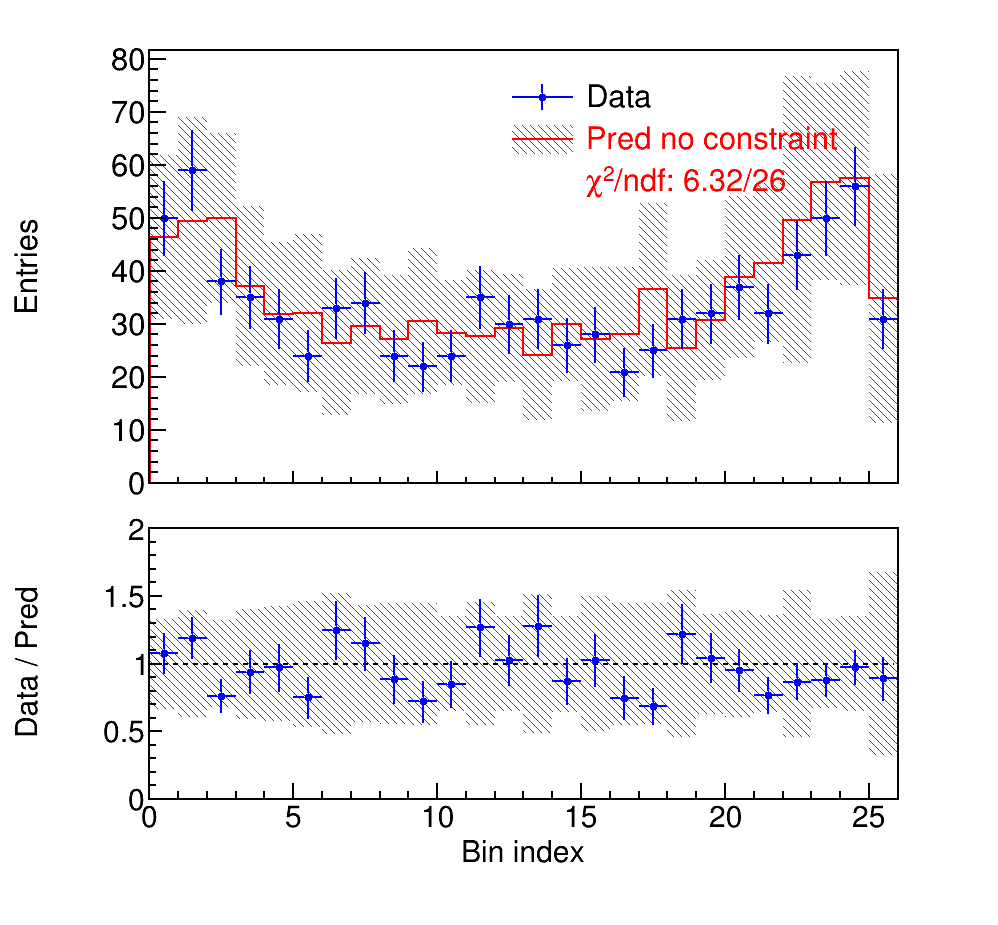 Entries
80
70
60
50
40
30
20
10
0
Data
Pred no constraint
χ²/ndf: 6.32/26
Data / Pred
2
1.5
1
0.5
0
0 5 10 15 20 25
Bin index